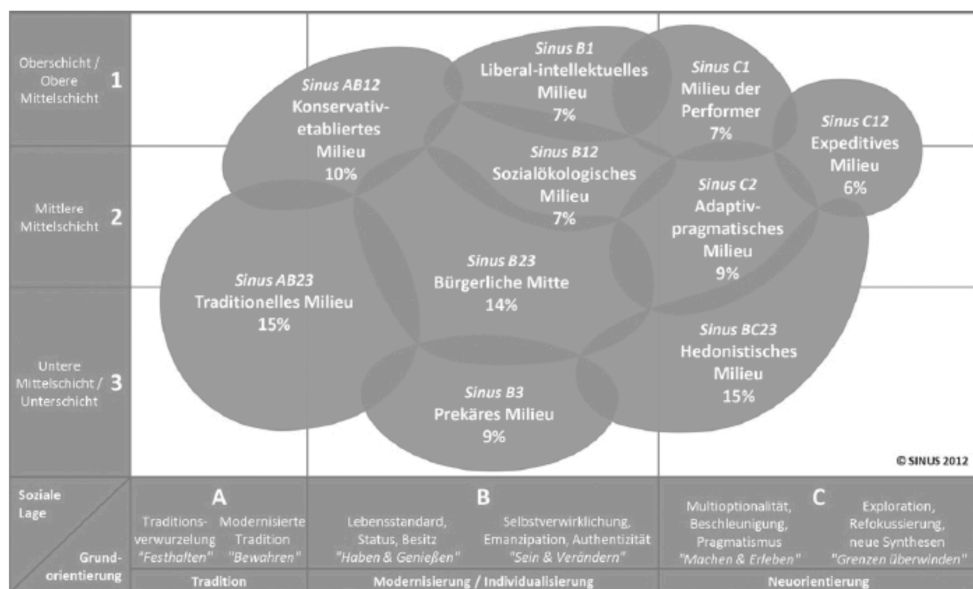 Oberschicht /
Obere
Mittelschicht
1
Mittlere
Mittelschicht
2
Untere
Mittelschicht /
Unterschicht
3
Sinus AB12
Konservativ-
etabliertes
Milieu
10%
Sinus B1
Liberal-intellektuelles
Milieu
7%
Sinus C1
Milieu der
Performer
7%
Sinus C12
Expeditives
Milieu
6%
Sinus B12
Sozialökologisches
Milieu
7%
Sinus C2
Adaptiv-
pragmatisches
Milieu
9%
Sinus AB23
Traditionelles Milieu
15%
Sinus B23
Bürgerliche Mitte
14%
Sinus BC23
Hedonistisches
Milieu
15%
Sinus B3
Prekäres Milieu
9%
© SINUS 2012
Soziale
Lage
Grund-
orientierung
A
Traditions-
verwurzelung
"Festhalten"
Modernisierte
Tradition
"Bewahren"
Tradition
B
Lebensstandard,
Status, Besitz
"Haben & Genießen"
Selbstverwirklichung,
Emanzipation, Authentizität
"Sein & Verändern"
Modernisierung / Individualisierung
C
Multioptionalität,
Beschleunigung,
Pragmatismus
"Machen & Erleben"
Exploration,
Refokussierung,
neue Synthesen
"Grenzen überwinden"
Neuorientierung